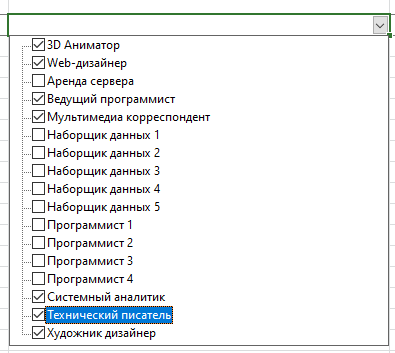 3D Аниматор
Web-дизайнер
Аренда сервера
Ведущий программист
Мультимедиа корреспондент
Наборщик данных 1
Наборщик данных 2
Наборщик данных 3
Наборщик данных 4
Наборщик данных 5
Программист 1
Программист 2
Программист 3
Программист 4
Системный аналитик
Технический писатель
Художник дизайнер